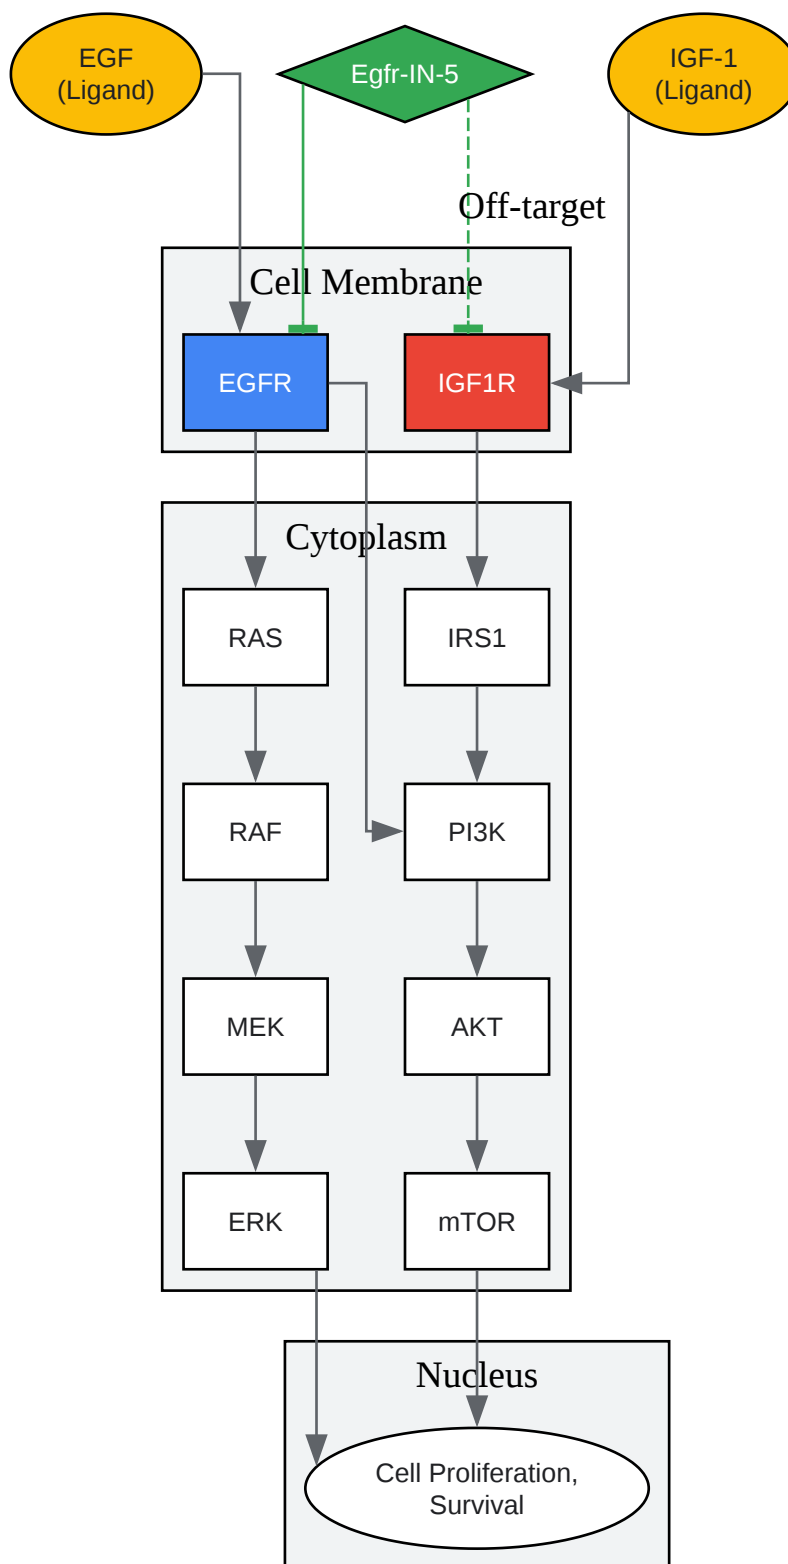 EGF
(Ligand)
Egfr-IN-5
IGF-1
(Ligand)
Off-target
Cell Membrane
EGFR
IGF1R
Cytoplasm
RAS
IRS1
RAF
PI3K
MEK
AKT
ERK
mTOR
Nucleus
Cell Proliferation,
Survival